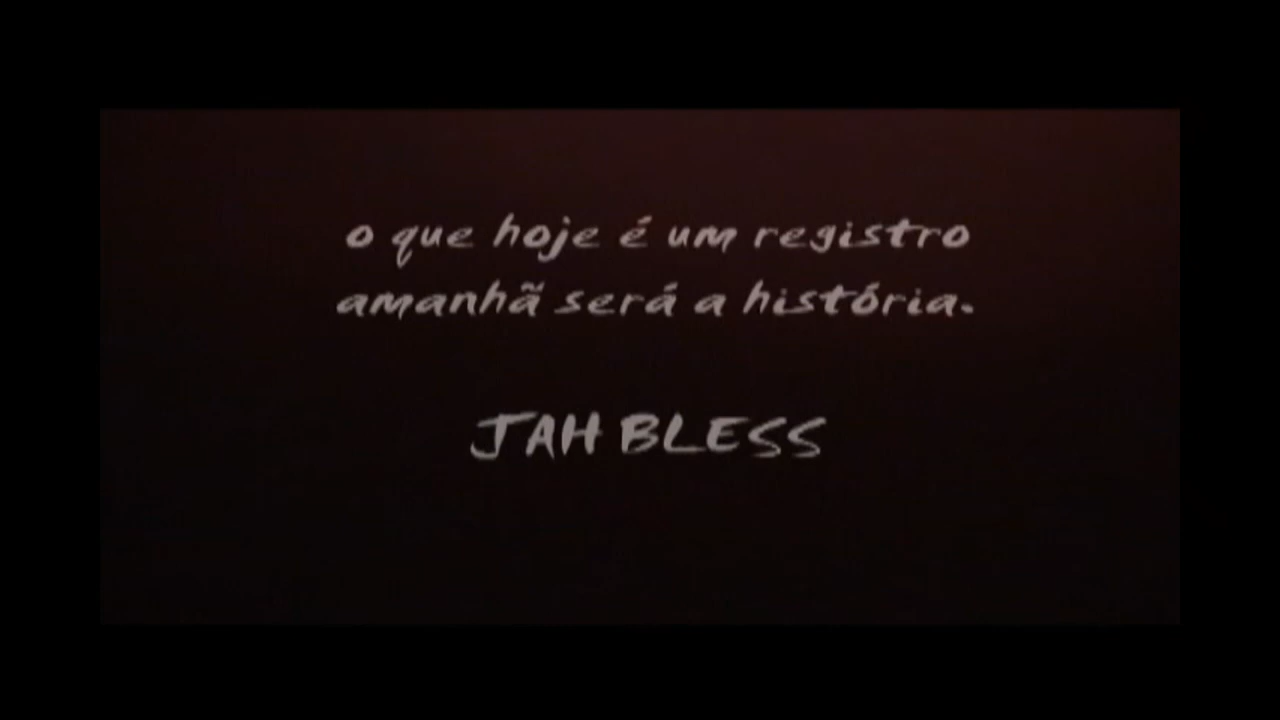 o que hoje é um registro
amanhã será a história.
JAH BLESS